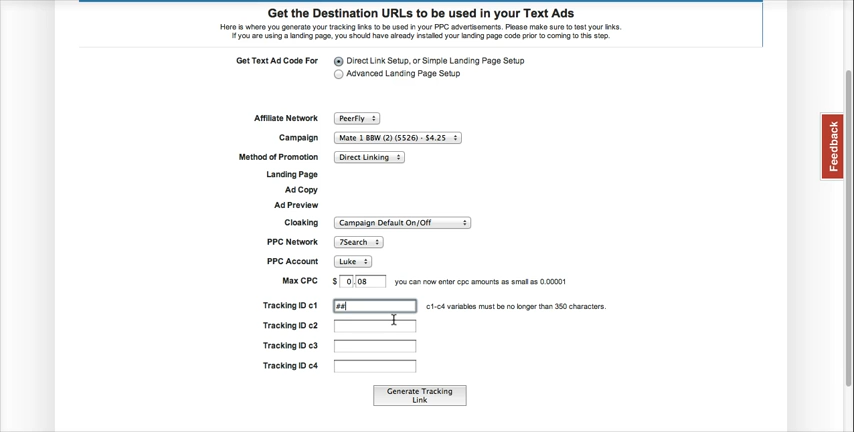 Get the Destination URLs to be used in your Text Ads
Here is where you generate your tracking links to be used in your PPC advertisements. Please make sure to test your links.
If you are using a landing page, you should have already installed your landing page code prior to coming to this step.
Get Text Ad Code For Direct Link Setup, or Simple Landing Page Setup
Advanced Landing Page Setup
Affiliate Network PeerFly
Campaign Mate 1 BBW (2) (5526) - $4.25
Method of Promotion Direct Linking
Landing Page
Ad Copy
Ad Preview
Cloaking Campaign Default On/Off
PPC Network 7Search
PPC Account Luke
Max CPC $ 0 .08 you can now enter cpc amounts as small as 0.00001
Tracking ID c1 ## c1-c4 variables must be no longer than 350 characters.
Tracking ID c2
Tracking ID c3
Tracking ID c4
Generate Tracking
Link
Feedback